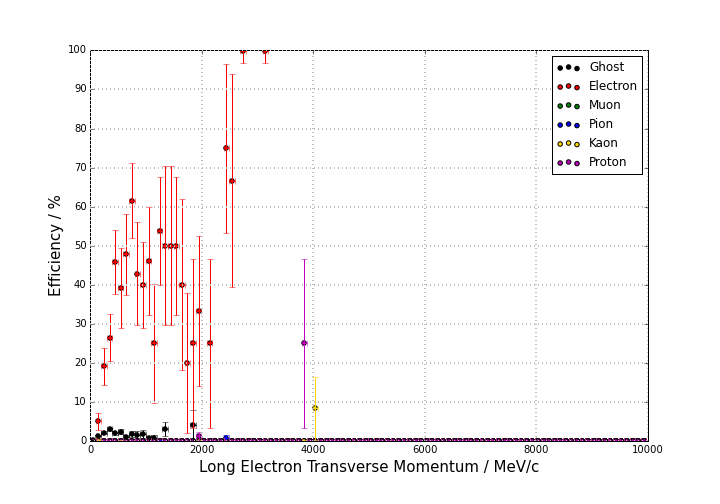 100
90
80
70
60
50
40
30
20
10
0
Efficiency / %
0 2000 4000 6000 8000 10000
Long Electron Transverse Momentum / MeV/c
Ghost
Electron
Muon
Pion
Kaon
Proton